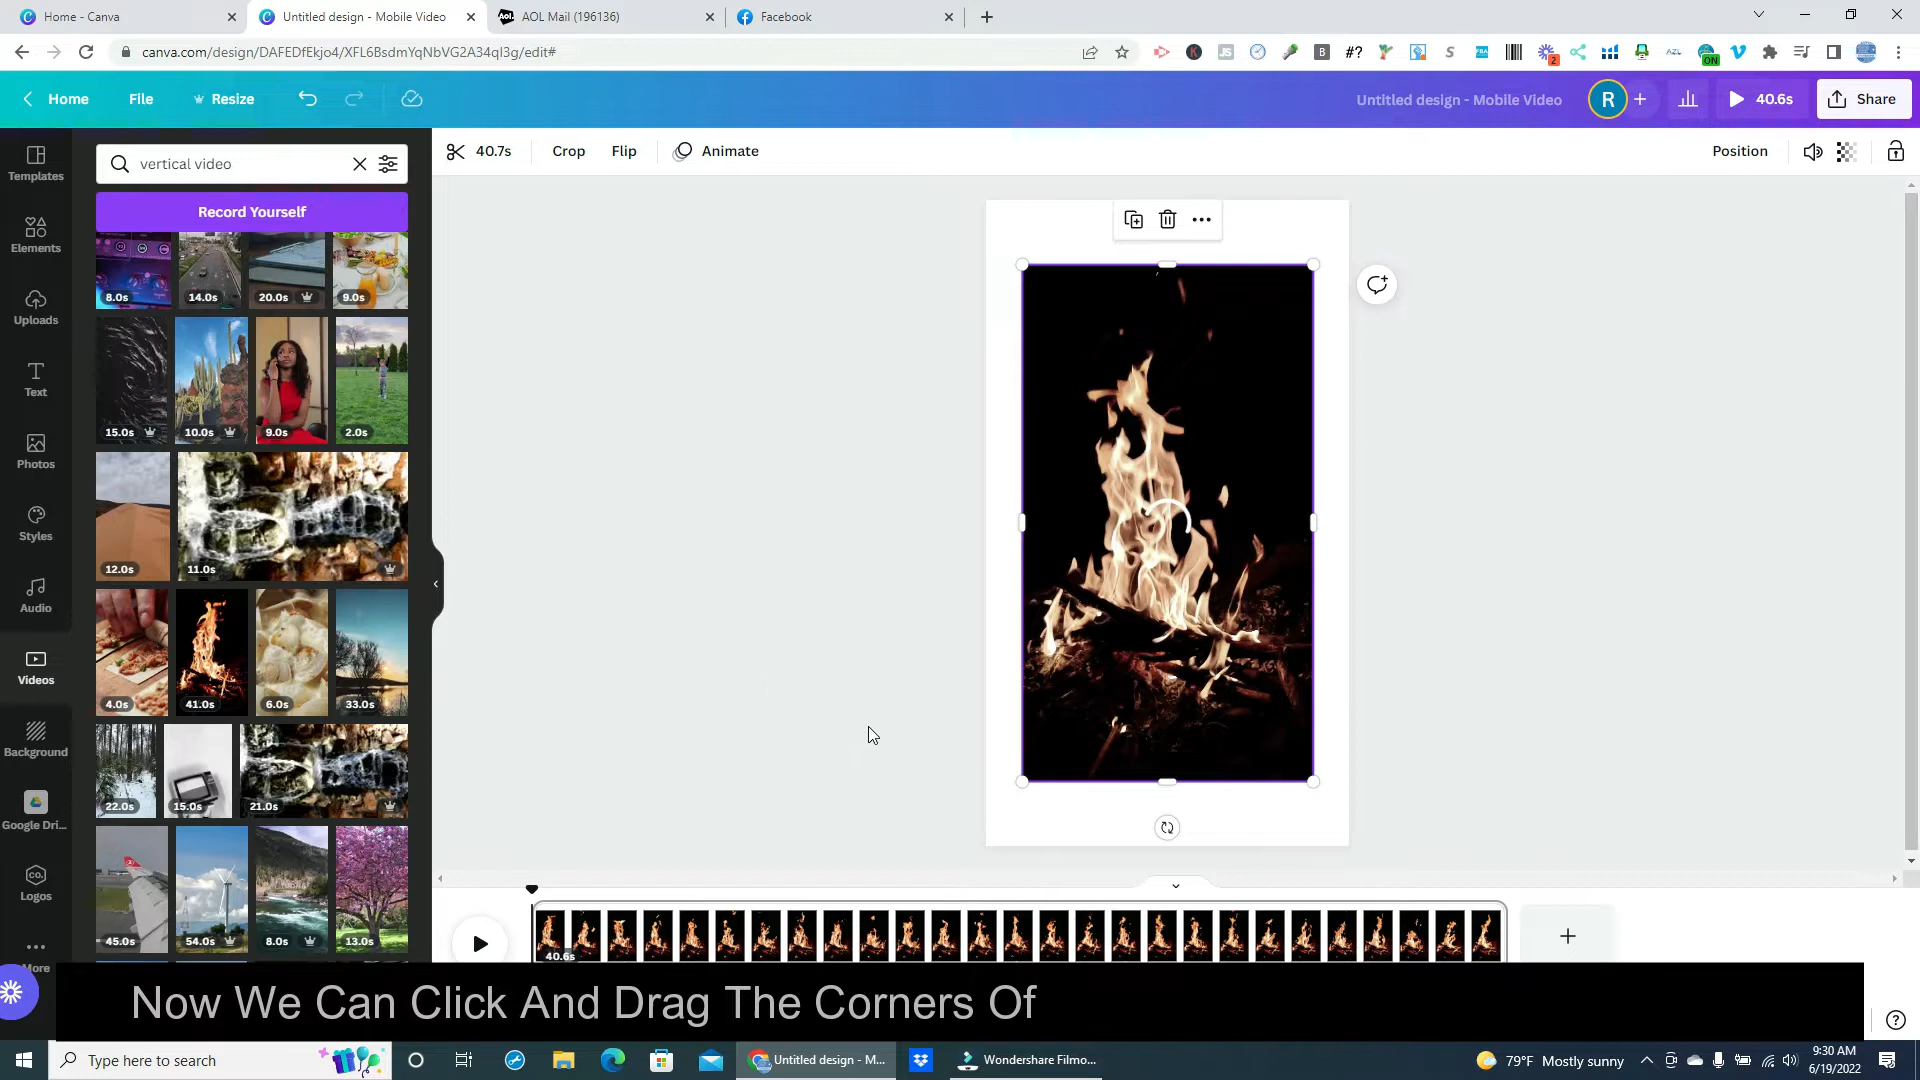 Home - Canva
Untitled design - Mobile Video
AOL Mail (196136)
Facebook
canva.com/design/DAFEDfEkjo4/XFL6BsdmYqNbVG2A34qI3g/edit#
Home
File
Resize
Untitled design - Mobile Video
R
40.6s
Share
vertical video
40.7s
Crop
Flip
Animate
Position
Record Yourself
Templates
Elements
Uploads
Text
Photos
Styles
Audio
Videos
Background
Google Dri...
Logos
More
8.0s
14.0s
20.0s
9.0s
15.0s
10.0s
9.0s
2.0s
12.0s
11.0s
4.0s
41.0s
6.0s
33.0s
22.0s
15.0s
21.0s
45.0s
54.0s
8.0s
13.0s
40.6s
Now We Can Click And Drag The Corners Of
Type here to search
Untitled design - M...
Wondershare Filmo...
79°F Mostly sunny
9:30 AM
6/19/2022